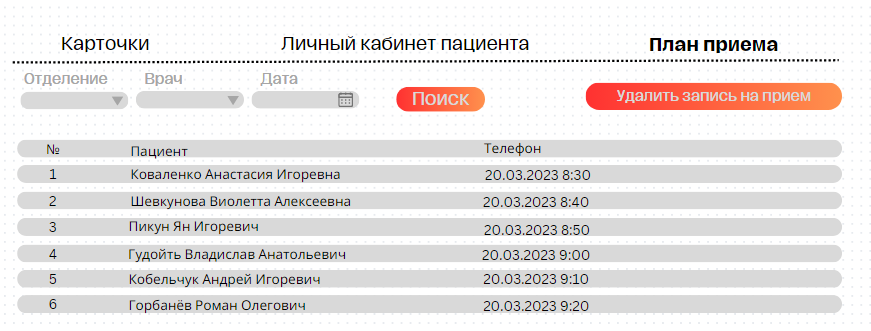 Карточки Личный кабинет пациента План приема
Отделение Врач Дата
Поиск Удалить запись на прием
№ Пациент Телефон
1 Коваленко Анастасия Игоревна 20.03.2023 8:30
2 Шевкунова Виолетта Алексеевна 20.03.2023 8:40
3 Пикун Ян Игоревич 20.03.2023 8:50
4 Гудойть Владислав Анатольевич 20.03.2023 9:00
5 Кобельчук Андрей Игоревич 20.03.2023 9:10
6 Горбанёв Роман Олегович 20.03.2023 9:20